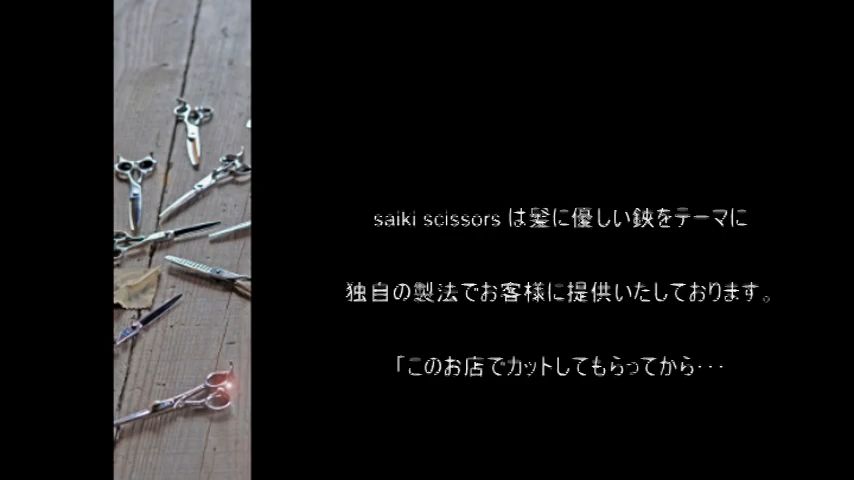 saiki scissors は髪に優しい鋏をテーマに
独自の製法でお客様に提供いたしております。
「このお店でカットしてもらってから・・・